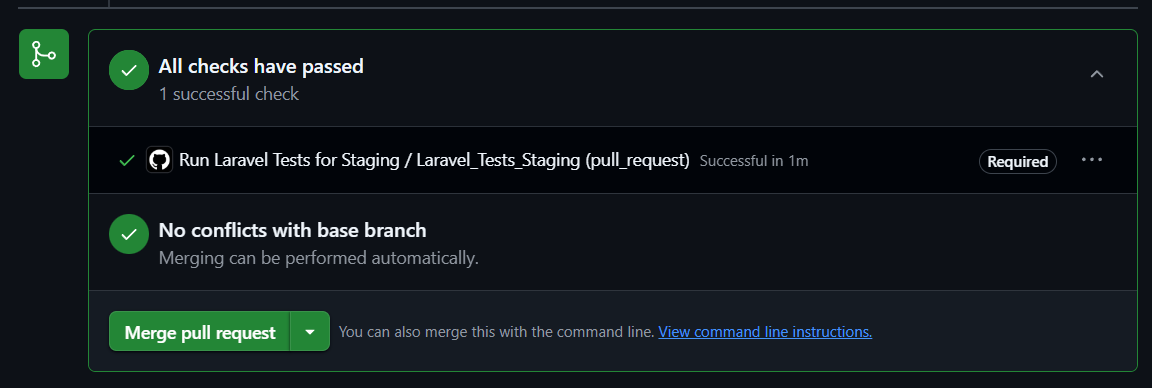 All checks have passed
1 successful check
Run Laravel Tests for Staging / Laravel_Tests_Staging (pull_request) Successful in 1m Required
No conflicts with base branch
Merging can be performed automatically.
Merge pull request You can also merge this with the command line. View command line instructions.